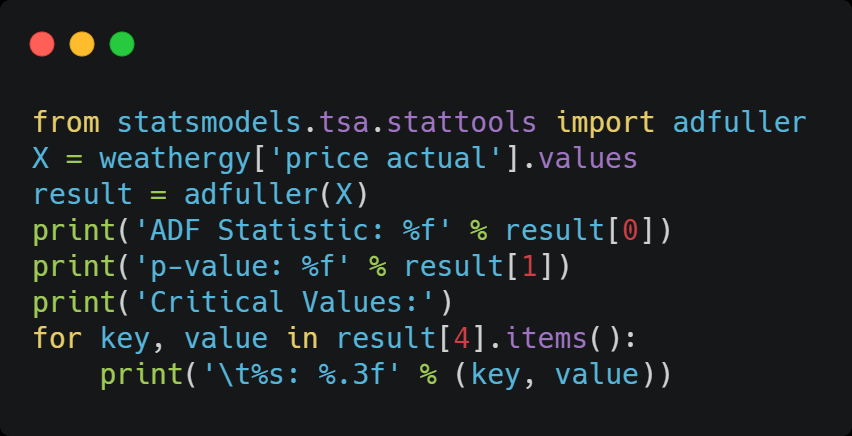 from statsmodels.tsa.stattools import adfuller
X = weathergy['price actual'].values
result = adfuller(X)
print('ADF Statistic: %f' % result[0])
print('p-value: %f' % result[1])
print('Critical Values:')
for key, value in result[4].items():
    print('\t%s: %.3f' % (key, value))